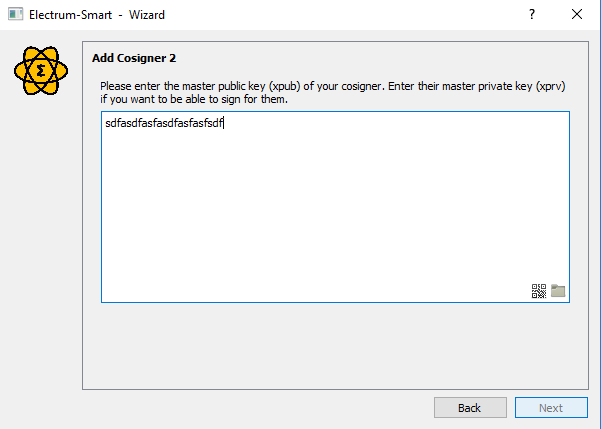 Electrum-Smart - Wizard
?
Add Cosigner 2
Please enter the master public key (xpub) of your cosigner. Enter their master private key (xprv)
if you want to be able to sign for them.
sdfasdfasfasdfasfasfsdf
Back
Next